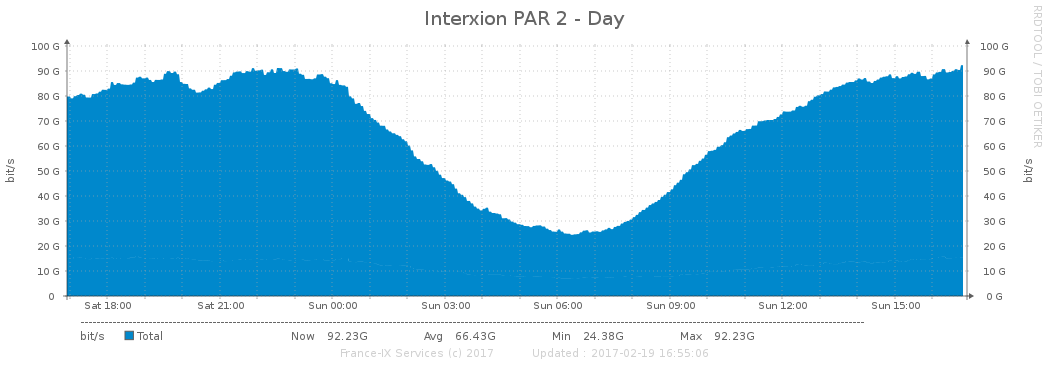 Interxion PAR 2 - Day
RRDTOOL / TOBI OETIKER
100 G 100 G
90 G 90 G
80 G 80 G
70 G 70 G
60 G 60 G
50 G 50 G
40 G 40 G
30 G 30 G
20 G 20 G
10 G 10 G
0 0 G
bit/s bit/s
Sat 18:00 Sat 21:00 Sun 00:00 Sun 03:00 Sun 06:00 Sun 09:00 Sun 12:00 Sun 15:00
bit/s Total Now 92.23G Avg 66.43G Min 24.38G Max 92.23G
France-IX Services (c) 2017 Updated : 2017-02-19 16:55:06